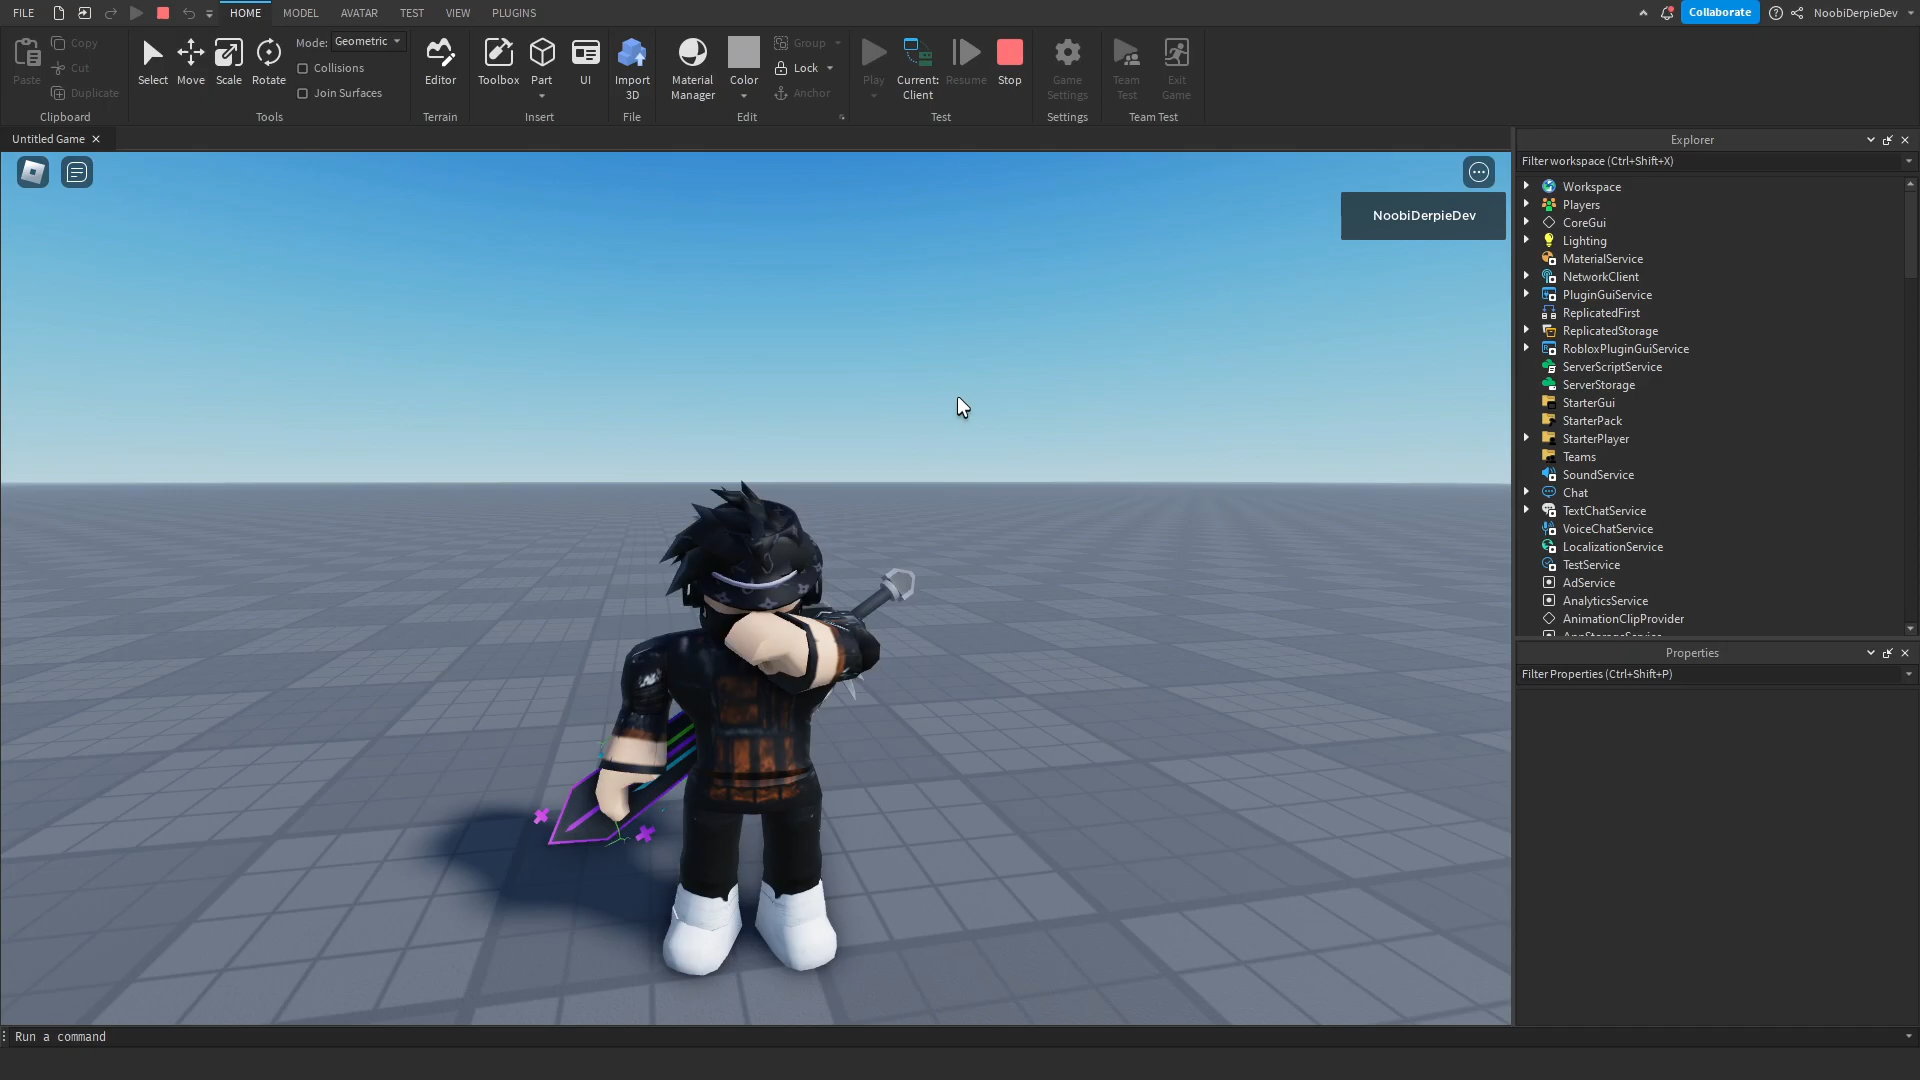 FILE HOME MODEL AVATAR TEST VIEW PLUGINS Collaborate NoobiDerpieDev
Paste Copy Cut Duplicate
Clipboard
Select Move Scale Rotate
Mode: Geometric
Collisions
Join Surfaces
Tools
Editor
Terrain
Toolbox Part UI
Insert
Import
3D
File
Material
Manager
Color
Group
Lock
Anchor
Edit
Play
Current:
Client
Resume
Stop
Test
Game
Settings
Settings
Team
Test
Exit
Game
Team Test
Untitled Game
NoobiDerpieDev
Explorer
Filter workspace (Ctrl+Shift+X)
Workspace
Players
CoreGui
Lighting
MaterialService
NetworkClient
PluginGuiService
ReplicatedFirst
ReplicatedStorage
RobloxPluginGuiService
ServerScriptService
ServerStorage
StarterGui
StarterPack
StarterPlayer
Teams
SoundService
Chat
TextChatService
VoiceChatService
LocalizationService
TestService
AdService
AnalyticsService
AnimationClipProvider
Properties
Filter Properties (Ctrl+Shift+P)
Run a command